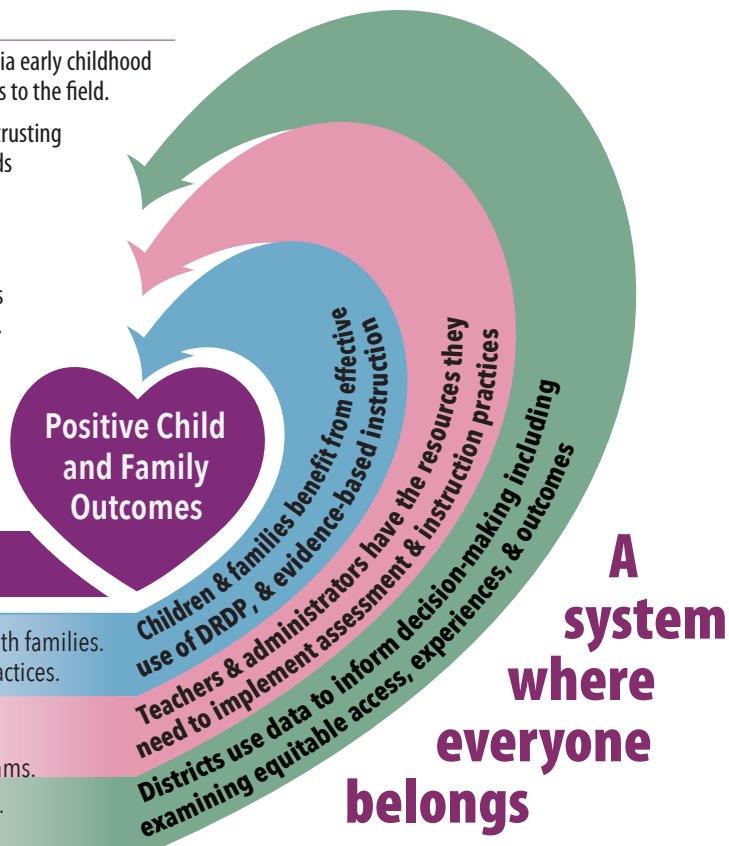 ia early childhood
s to the field.
trusting
ds
s
Positive Child
and Family
Outcomes
th families.
actices.
ams.
Children & families benefit from effective
use of DRDP, & evidence-based instruction
Teachers & administrators have the resources they
need to implement assessment & instruction practices
Districts use data to inform decision-making including
examining equitable access, experiences, & outcomes
A
system
where
everyone
belongs